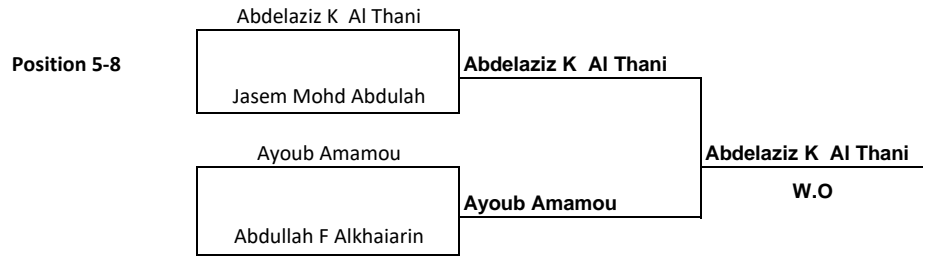 Abdelaziz K  Al Thani
Position 5-8
Abdelaziz K  Al Thani
Jasem Mohd Abdulah
Ayoub Amamou
Abdelaziz K  Al Thani
W.O
Ayoub Amamou
Abdullah F Alkhaiarin